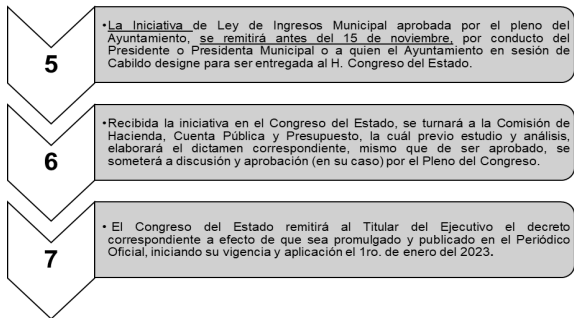 5
•La Iniciativa de Ley de Ingresos Municipal aprobada por el pleno del
Ayuntamiento, se remitirá antes del 15 de noviembre, por conducto del
Presidente o Presidenta Municipal o a quien el Ayuntamiento en sesión de
Cabildo designe para ser entregada al H. Congreso del Estado.
6
•Recibida la iniciativa en el Congreso del Estado, se turnará a la Comisión de
Hacienda, Cuenta Pública y Presupuesto, la cuál previo estudio y análisis,
elaborará el dictamen correspondiente, mismo que de ser aprobado, se
someterá a discusión y aprobación (en su caso) por el Pleno del Congreso.
7
• El Congreso del Estado remitirá al Titular del Ejecutivo el decreto
correspondiente a efecto de que sea promulgado y publicado en el Periódico
Oficial, iniciando su vigencia y aplicación el 1ro. de enero del 2023.